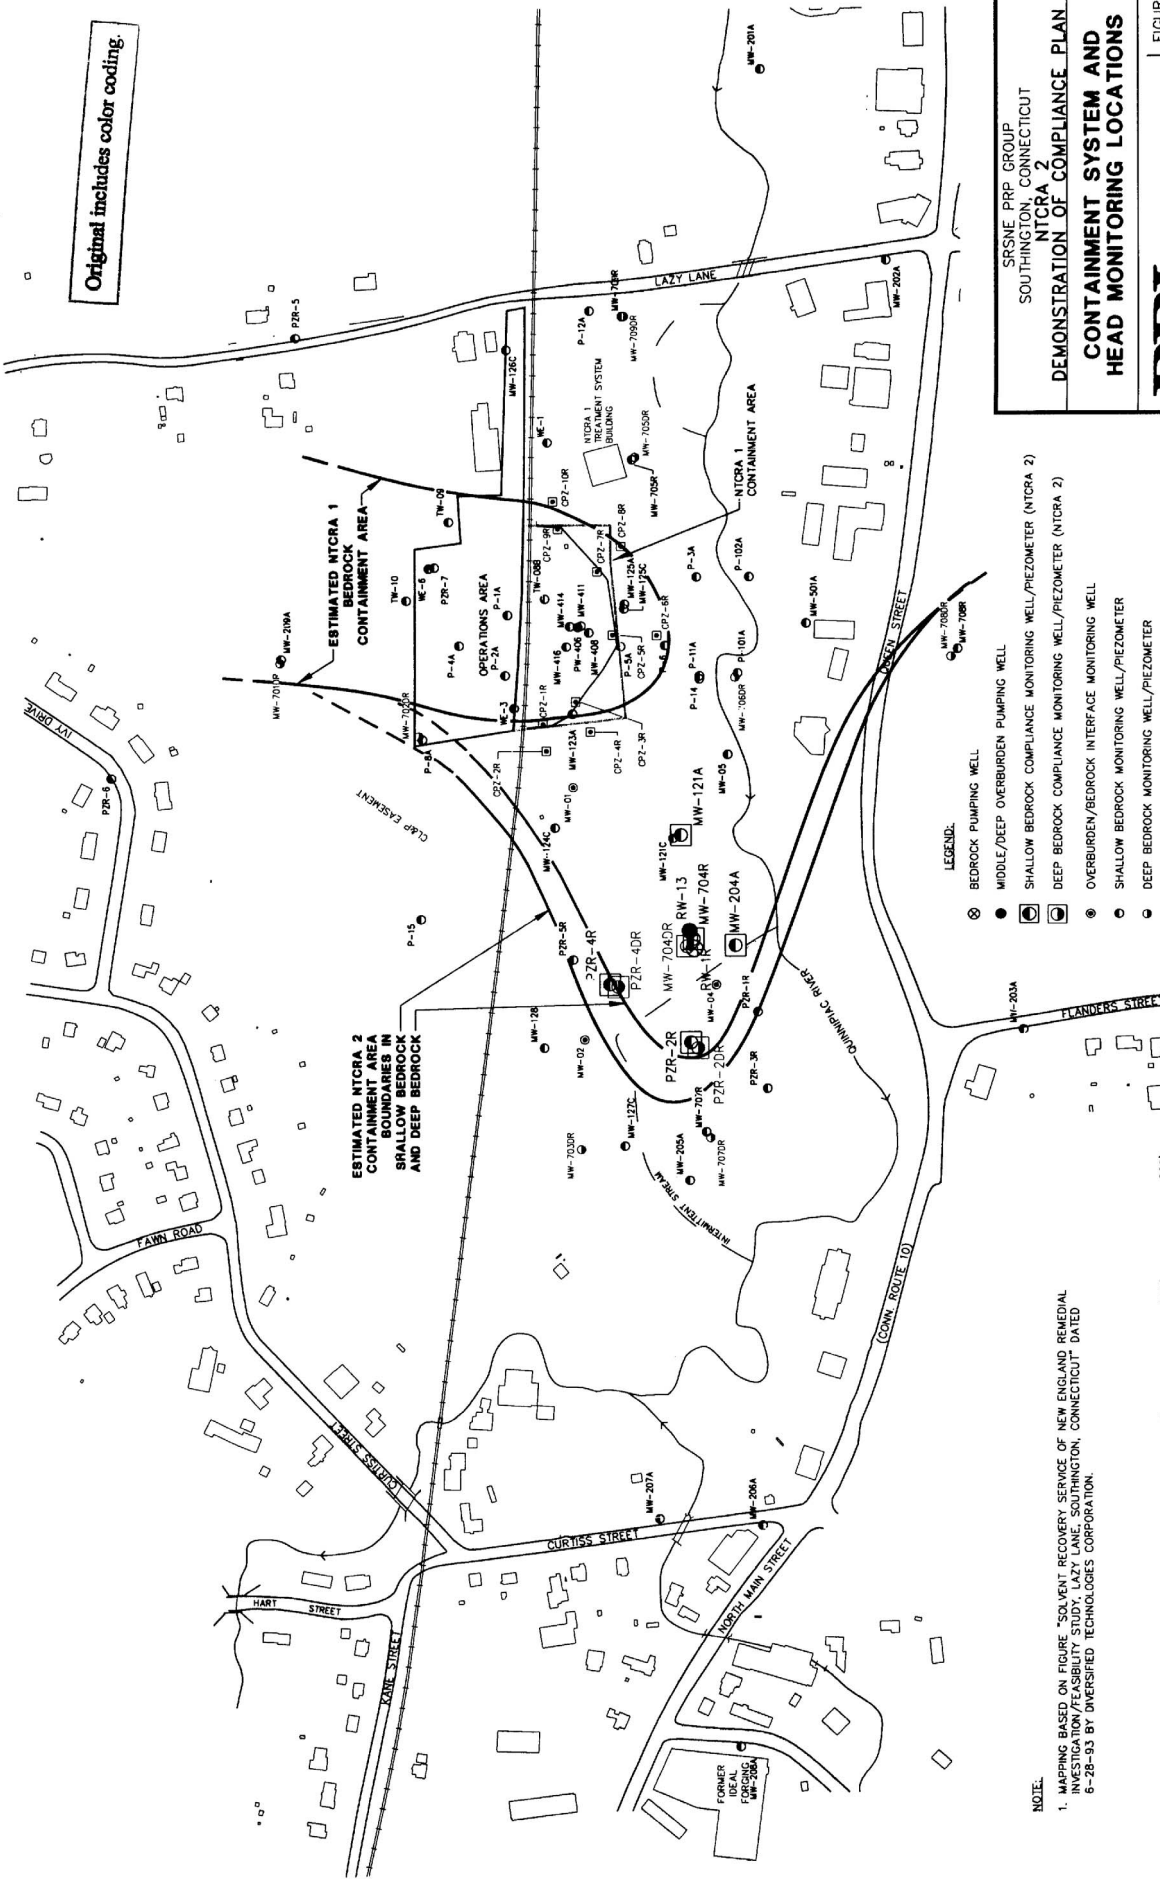 Original includes color coding.
SRSNE PRP GROUP
SOUTHINGTON, CONNECTICUT
NTCRA 2
DEMONSTRATION OF COMPLIANCE PLAN
CONTAINMENT SYSTEM AND
HEAD MONITORING LOCATIONS
LEGEND:
BEDROCK PUMPING WELL
MIDDLE/DEEP OVERBURDEN PUMPING WELL
SHALLOW BEDROCK COMPLIANCE MONITORING WELL/PIEZOMETER (NTCRA 2)
DEEP BEDROCK COMPLIANCE MONITORING WELL/PIEZOMETER (NTCRA 2)
OVERBURDEN/BEDROCK INTERFACE MONITORING WELL
SHALLOW BEDROCK MONITORING WELL/PIEZOMETER
DEEP BEDROCK MONITORING WELL/PIEZOMETER
NOTE:
1. MAPPING BASED ON FIGURE "SOLVENT RECOVERY SERVICE OF NEW ENGLAND REMEDIAL
INVESTIGATION/FEASIBILITY STUDY, LAZY LANE, SOUTHINGTON, CONNECTICUT" DATED
6-28-93 BY DIVERSIFIED TECHNOLOGIES CORPORATION.
ESTIMATED NTCRA 1
BEDROCK
CONTAINMENT AREA
ESTIMATED NTCRA 2
CONTAINMENT AREA
BOUNDARIES IN
SHALLOW BEDROCK
AND DEEP BEDROCK
NTCRA 1
CONTAINMENT AREA
NTCRA 1
TREATMENT SYSTEM
BUILDING
OPERATIONS AREA
CL&P EASEMENT
IVY DRIVE
FAWN ROAD
CURTISS STREET
CURTISS STREET
HART STREET
KANE STREET
NORTH MAIN STREET
(CONN. ROUTE 10)
QUEEN STREET
FLANDERS STREET
LAZY LANE
QUINNIPIAC RIVER
INTERMITTENT STREAM
FORMER
IDEAL
FORGING
MW-208A
PZR-5
PZR-6
MW-209A
MW-201A
MW-202A
MW-203A
MW-206A
MW-207A
MW-126C
P-12A
MW-709DR
WE-1
MW-705DR
MW-705R
TW-09
TW-10
WE-6
PZR-7
P-4A
P-1A
P-2A
WE-3
TW-08B
MW-414
MW-411
MW-416
PW-406
MW-408
P-5A
P-6
MW-125A
MW-125C
CPZ-1R
CPZ-2R
CPZ-3R
CPZ-4R
CPZ-5R
CPZ-6R
CPZ-7R
CPZ-8R
CPZ-9R
CPZ-10R
P-3A
P-102A
P-11A
P-14
P-101A
MW-501A
MW-05
MW-702DR
P-8A
MW-123A
MW-01
MW-124C
MW-121C
MW-121A
P-15
PZR-5R
PZR-4R
PZR-4DR
MW-704DR
RW-13
MW-704R
MW-204A
RW-1R
MW-04
PZR-1R
PZR-2R
PZR-2DR
PZR-3R
MW-128
MW-02
MW-127C
MW-703DR
MW-205A
MW-707R
MW-707DR
MW-708DR
MW-708R